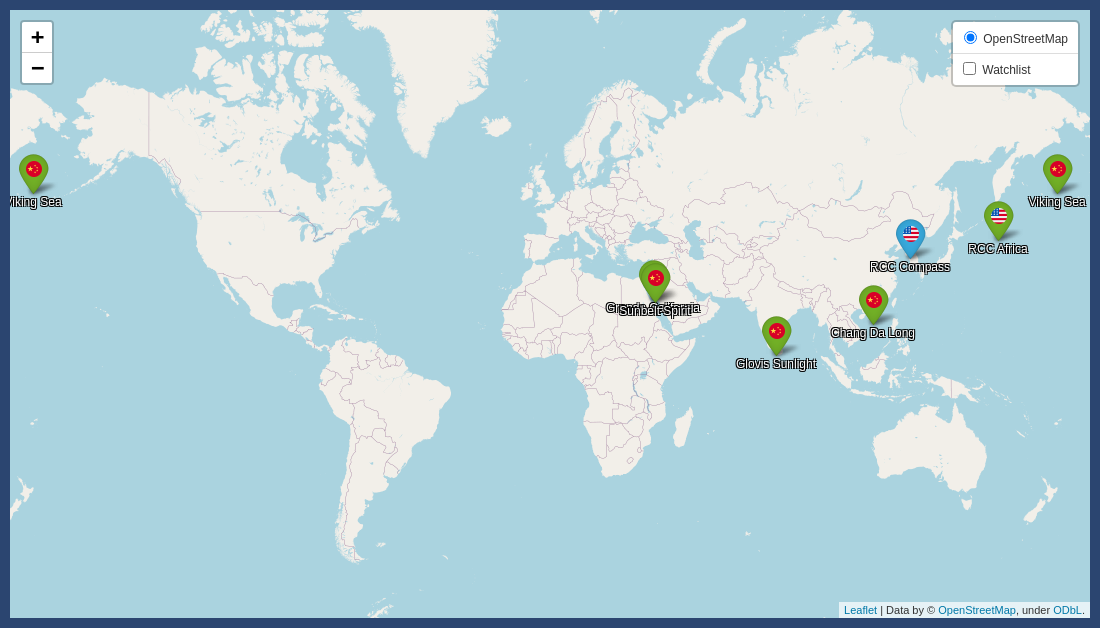 +
−
OpenStreetMap
Watchlist
Viking Sea
Viking Sea
RCC Africa
RCC Compass
Grande California
Sunbelt Spirit
Chang Da Long
Glovis Sunlight
Leaflet | Data by © OpenStreetMap, under ODbL.